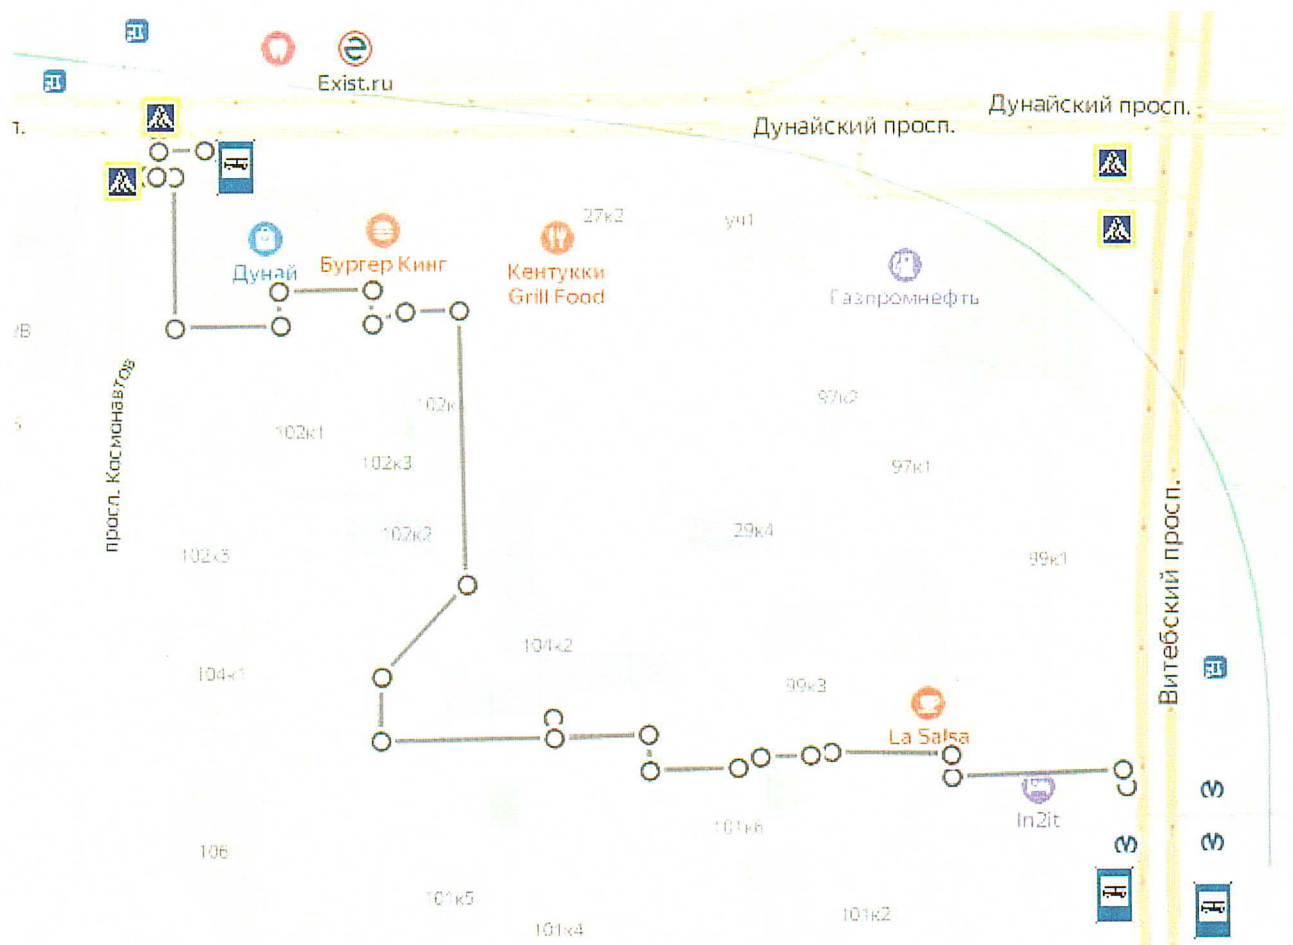 Exist.ru
Дунайский просп.
Дунайский просп.
т.
27к2
уч1
Дунай
Бургер Кинг
Кентукки
Grill Food
Газпромнефть
просп. Космонавтов
97к2
102к1
102к3
97к1
102к2
29к4
102к3
99к1
Витебский просп.
104к2
104к1
99к3
La Salsa
In2it
101к6
106
101к5
101к2
101к4